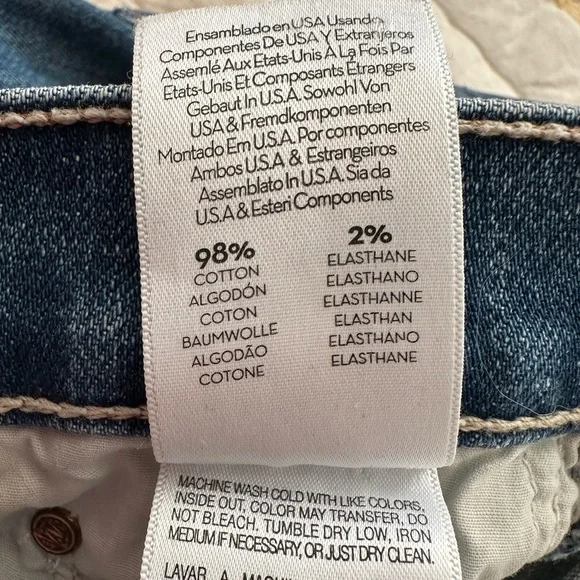 Ensamblado en USA Usando
Componentes De USA Y Extranjeros
Assemlé Aux Etats-Unis À La Fois Par
Etats-Unis Et Composants Étrangers
Gebaut In U.S.A. Sowohl Von
USA & Fremdkomponenten
Montado Em U.S.A. Por componentes
Ambos USA & Estrangeiros
Assemblato In U.S.A. Sia da
U.S.A & Esteri Components
98%
COTTON
ALGODÓN
COTON
BAUMWOLLE
ALGODÃO
COTONE
2%
ELASTHANE
ELASTHANO
ELASTHANNE
ELASTHAN
ELASTHANO
ELASTHANE
MACHINE WASH COLD WITH LIKE COLORS,
INSIDE OUT, COLOR MAY TRANSFER, DO
NOT BLEACH. TUMBLE DRY LOW, IRON
MEDIUM IF NECESSARY, OR JUST DRY CLEAN.
LAVAR A